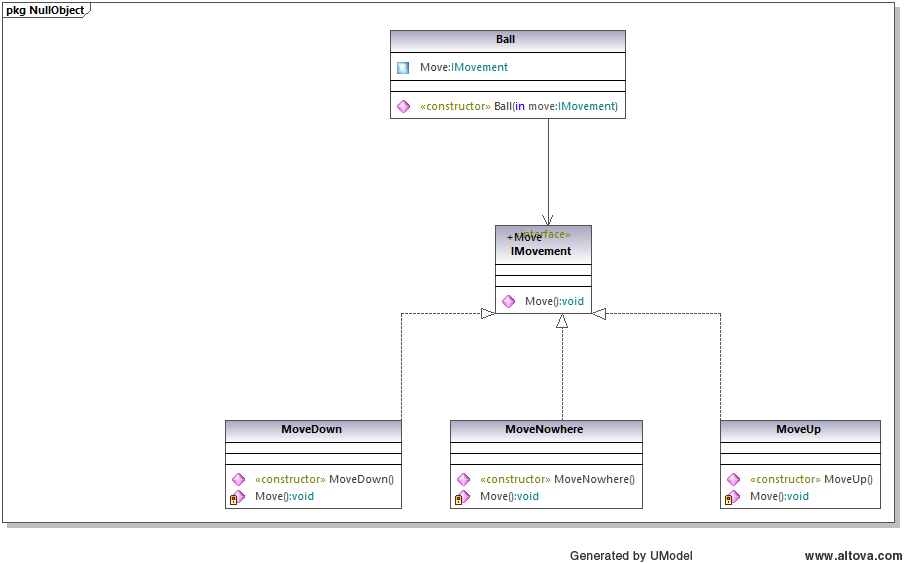 pkg NullObject
Ball
Move:IMovement
«constructor» Ball(in move:IMovement)
«interface»
+Move
IMovement
Move():void
MoveDown
«constructor» MoveDown()
Move():void
MoveNowhere
«constructor» MoveNowhere()
Move():void
MoveUp
«constructor» MoveUp()
Move():void
Generated by UModel
www.altova.com